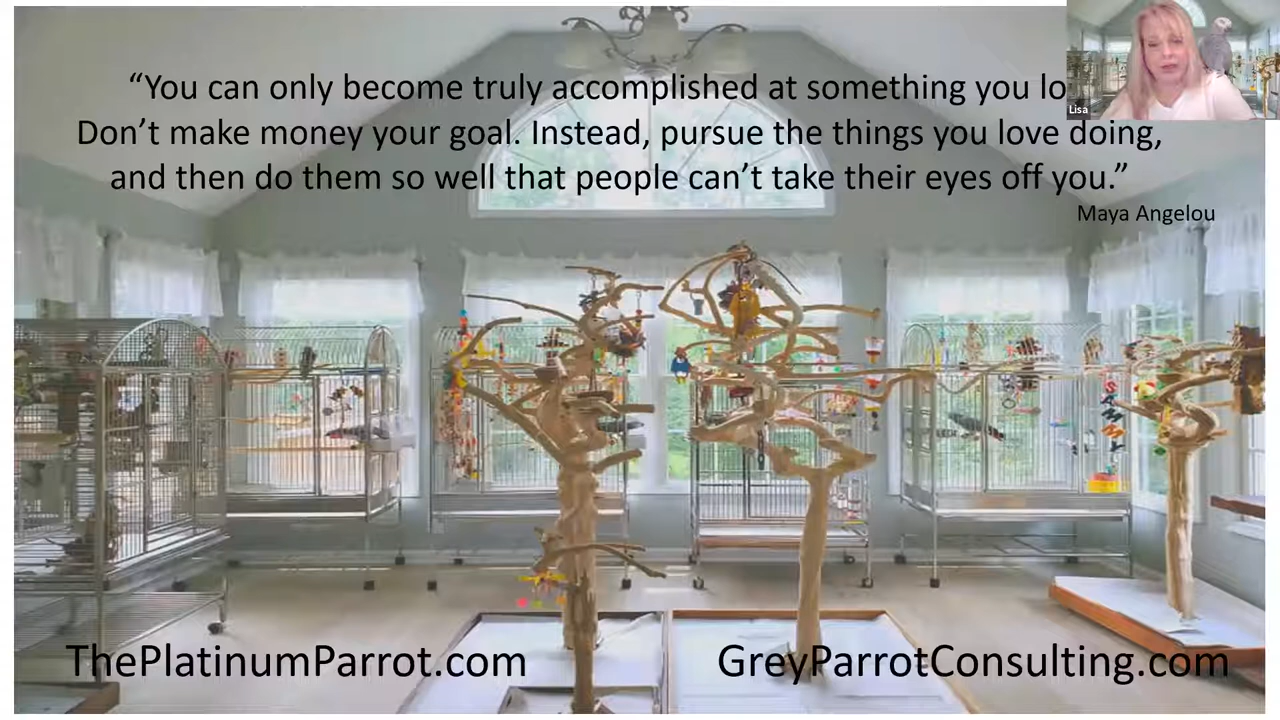 “You can only become truly accomplished at something you lo
Don’t make money your goal. Instead, pursue the things you love doing,
and then do them so well that people can’t take their eyes off you.”
Maya Angelou
Lisa
ThePlatinumParrot.com
GreyParrotConsulting.com